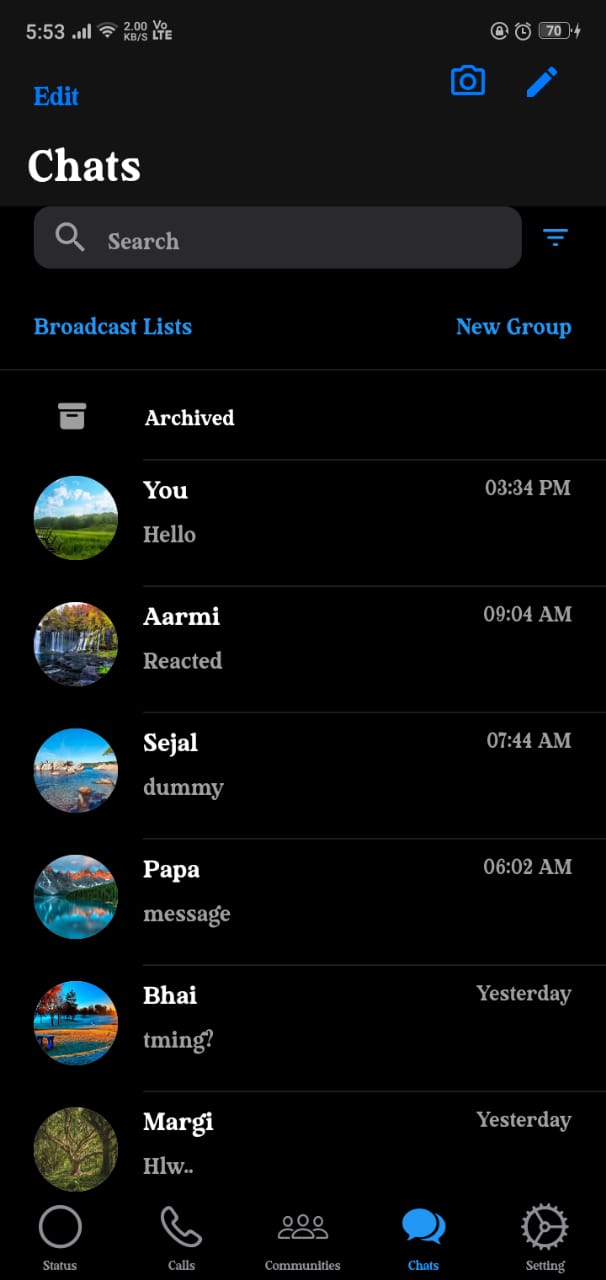 5:53 2.00 KB/S Vo LTE 70
Edit
Chats
Search
Broadcast Lists New Group
Archived
You 03:34 PM
Hello
Aarmi 09:04 AM
Reacted
Sejal 07:44 AM
dummy
Papa 06:02 AM
message
Bhai Yesterday
tming?
Margi Yesterday
Hlw..
Status Calls Communities Chats Setting